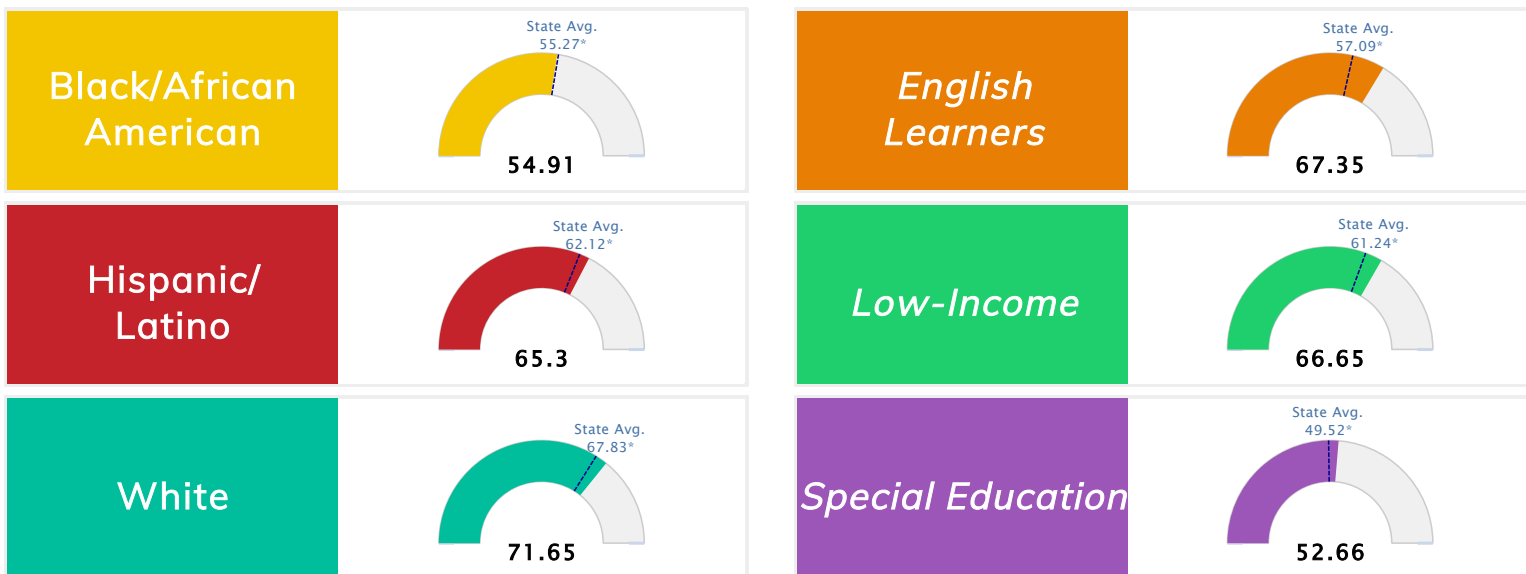 Black/African
American
State Avg.
55.27*
54.91
English
Learners
State Avg.
57.09*
67.35
Hispanic/
Latino
State Avg.
62.12*
65.3
Low-Income
State Avg.
61.24*
66.65
White
State Avg.
67.83*
71.65
Special Education
State Avg.
49.52*
52.66